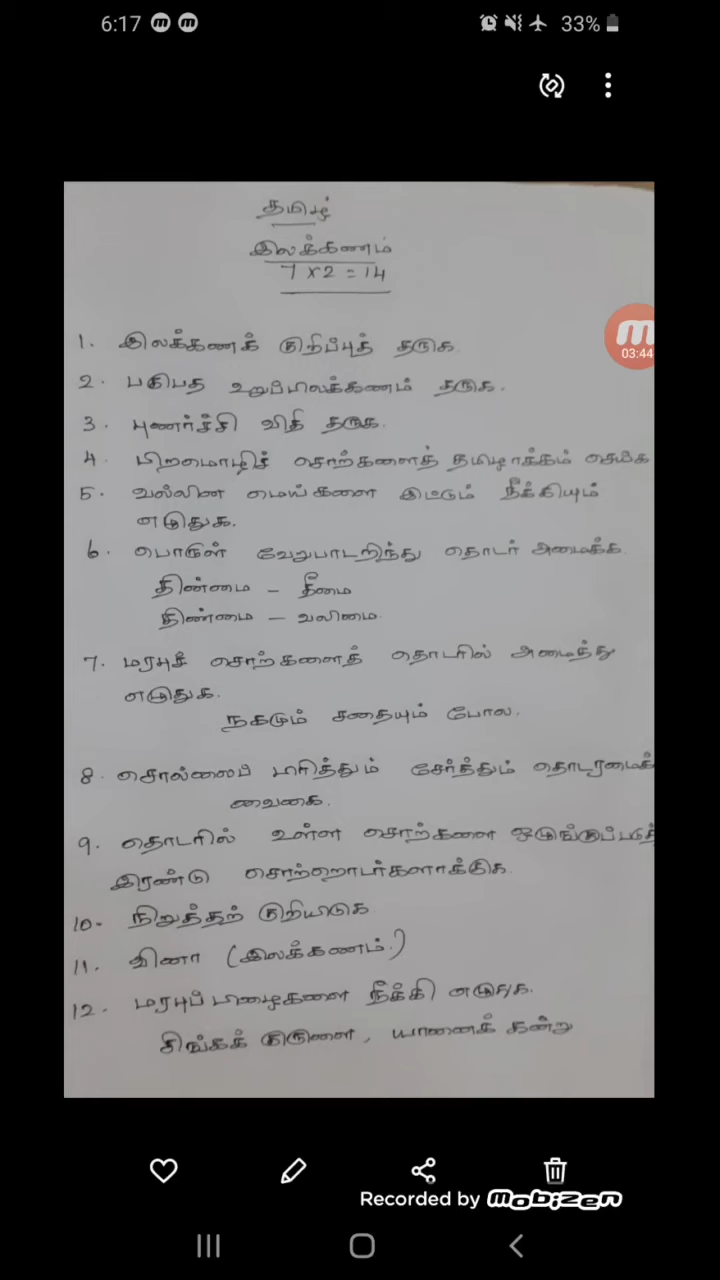 6:17
33%
தமிழ்
இலக்கணம்
7 x 2 = 14
03:44
1. இலக்கணக் குறிப்புத் தருக
2. பகுபத உறுப்பிலக்கணம் தருக.
3. புணர்ச்சி விதி தருக.
4. பிறமொழிச் சொற்களைத் தமிழாக்கம் செய்க
5. வல்லின மெய்களை இட்டும் நீக்கியும்
எழுதுக.
6. பொருள் வேறுபாடறிந்து தொடர் அமைக்க.
தின்மை - தீமை
திண்மை - வலிமை.
7. மரபுச் சொற்களைத் தொடரில் அமைத்து
எழுதுக.
நகமும் சதையும் போல.
8. சொல்லைப் பிரித்தும் சேர்த்தும் தொடரமைக்
வைகை.
9. தொடரில் உள்ள சொற்களை ஒழுங்குப்படுத்
இரண்டு சொற்றொடர்களாக்குக.
10. நிறுத்தற் குறியிடுக
11. வினா (இலக்கணம்.)
12. மரபுப் பிழைகளை நீக்கி எழுதுக.
சிங்கக் குருளை, யானைக் கன்று
Recorded by mobizen